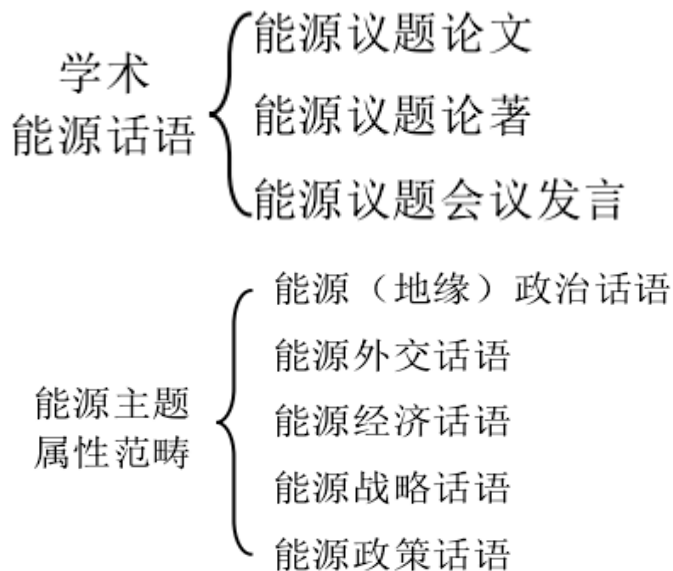 学术
能源话语
能源议题论文
能源议题论著
能源议题会议发言
能源主题
属性范畴
能源（地缘）政治话语
能源外交话语
能源经济话语
能源战略话语
能源政策话语